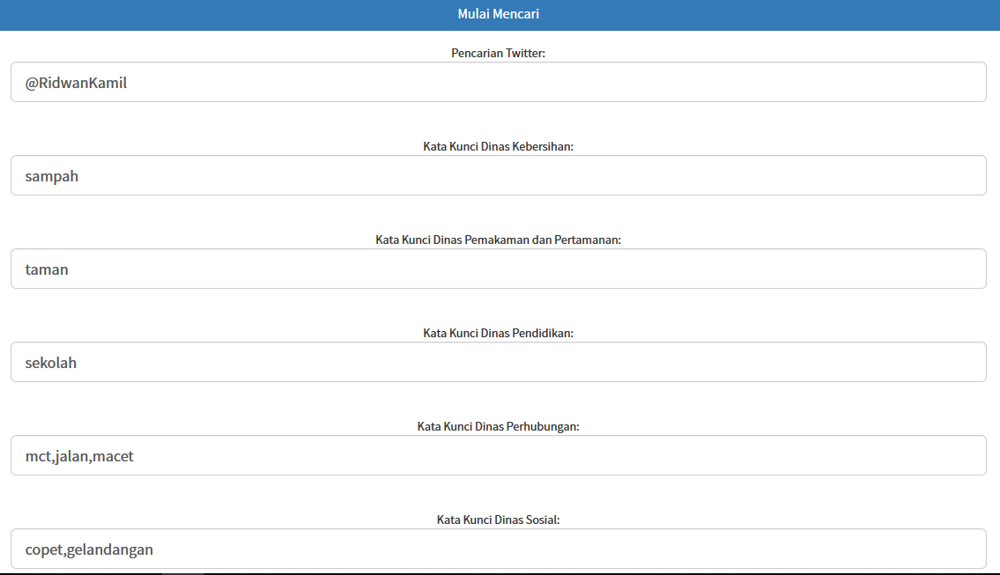 Mulai Mencari
Pencarian Twitter:
@RidwanKamil
Kata Kunci Dinas Kebersihan:
sampah
Kata Kunci Dinas Pemakaman dan Pertamanan:
taman
Kata Kunci Dinas Pendidikan:
sekolah
Kata Kunci Dinas Perhubungan:
mct,jalan,macet
Kata Kunci Dinas Sosial:
copet,gelandangan